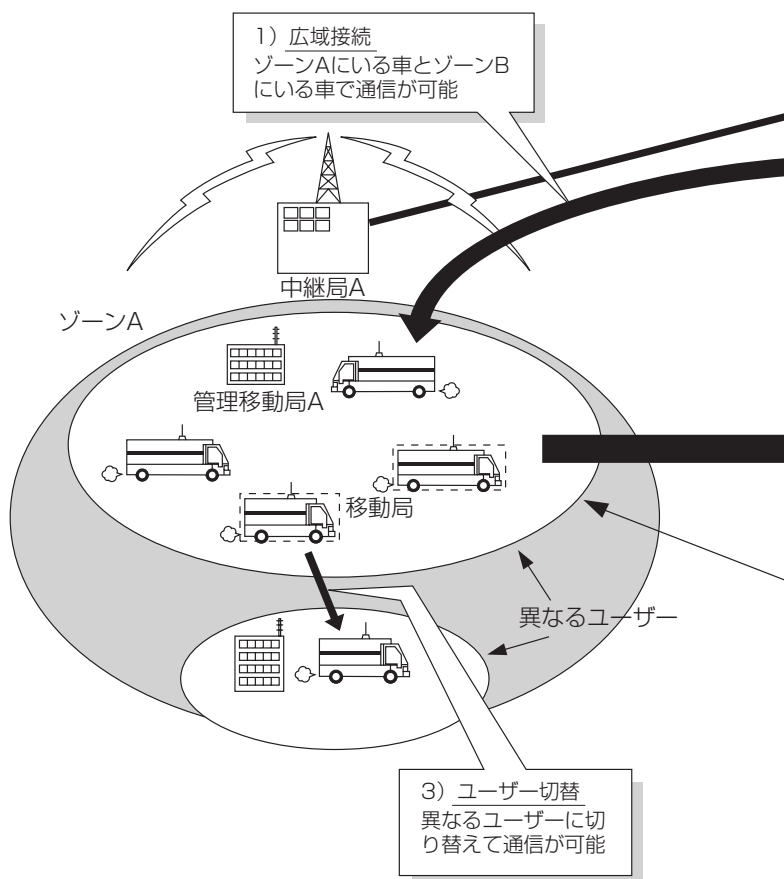 1）広域接続
ゾーンAにいる車とゾーンB
にいる車で通信が可能
中継局A
ゾーンA
管理移動局A
移動局
異なるユーザー
3）ユーザー切替
異なるユーザーに切
り替えて通信が可能